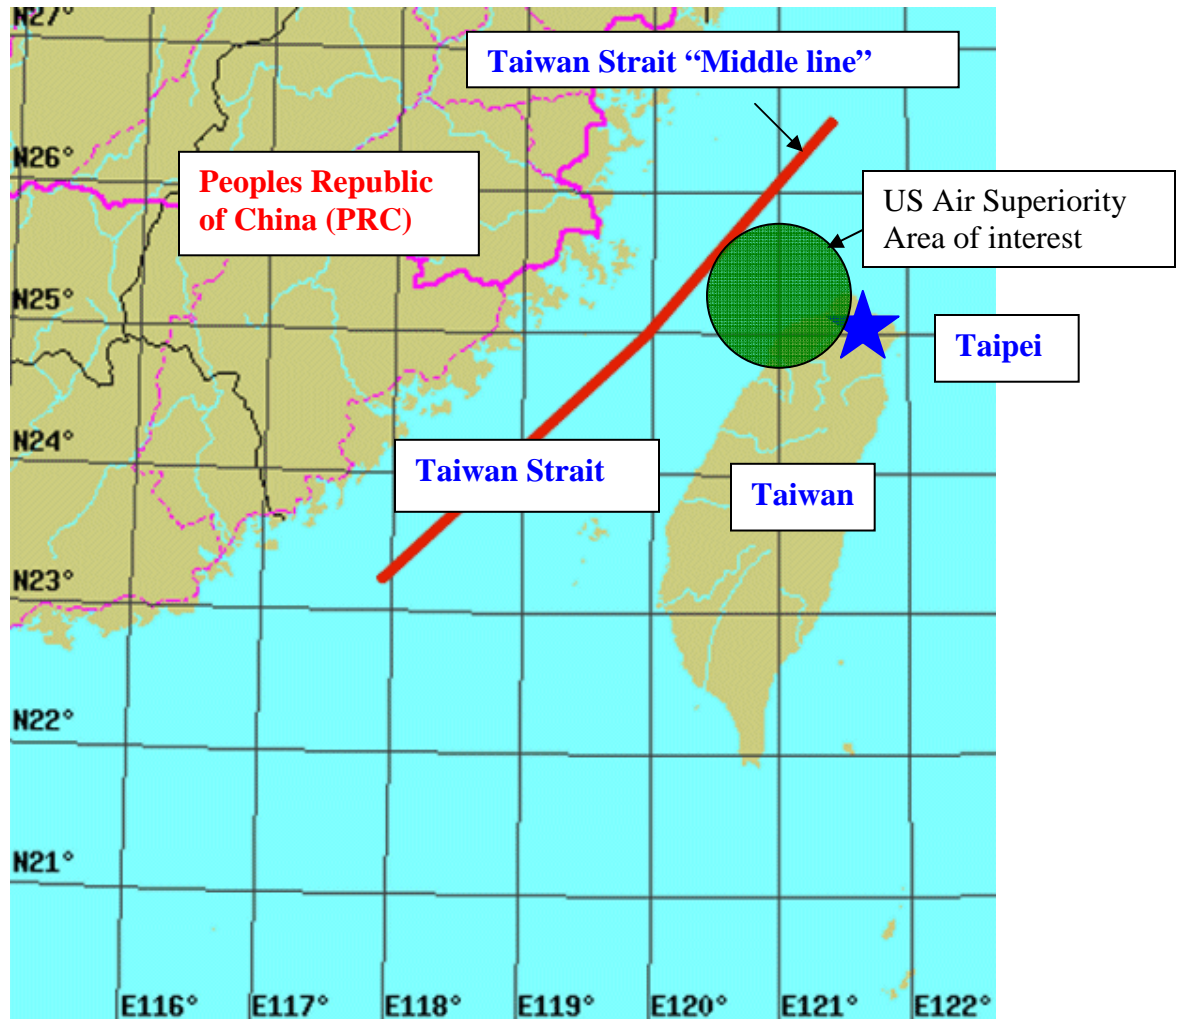 N27°
Taiwan Strait “Middle line”
N26°
Peoples Republic
of China (PRC)
US Air Superiority
Area of interest
N25°
Taipei
N24°
Taiwan Strait
Taiwan
N23°
N22°
N21°
E116° E117° E118° E119° E120° E121° E122°